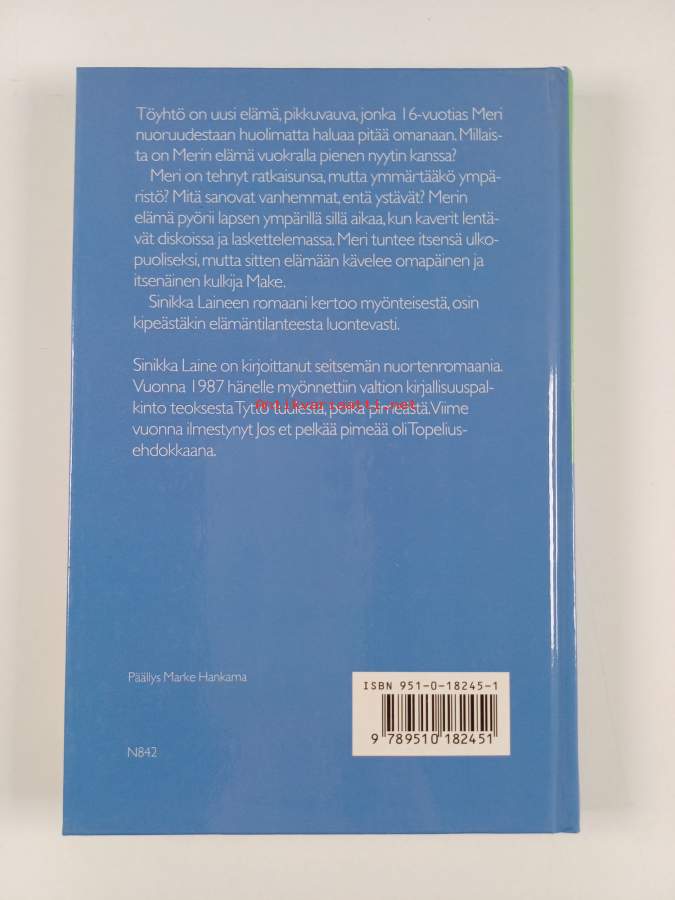 Töyhtö on uusi elämä, pikkuvauva, jonka 16-vuotias Meri
nuoruudestaan huolimatta haluaa pitää omanaan. Millais-
ta on Merin elämä vuokralla pienen nyytin kanssa?
Meri on tehnyt ratkaisunsa, mutta ymmärtääkö ympä-
ristö? Mitä sanovat vanhemmat, entä ystävät? Merin
elämä pyörii lapsen ympärillä sillä aikaa, kun kaverit lentä-
vät diskoissa ja laskettelemassa. Meri tuntee itsensä ulko-
puoliseksi, mutta sitten elämään kävelee omapäinen ja
itsenäinen kulkija Make.
Sinikka Laineen romaani kertoo myönteisestä, osin
kipeästäkin elämäntilanteesta luontevasti.
Sinikka Laine on kirjoittanut seitsemän nuortenromaania.
Vuonna 1987 hänelle myönnettiin valtion kirjallisuuspal-
kinto teoksesta Tyttö tuulesta, poika pimeästä. Viime
antikvariaatti.net
vuonna ilmestynyt Jos et pelkää pimeää oli Topelius-
ehdokkaana.
Päällys Marke Hankama
N842
ISBN 951-0-18245-1
9 789510 182451